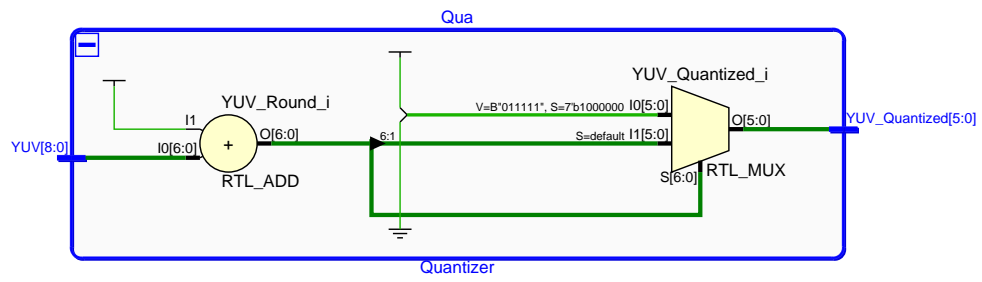 Qua
YUV_Quantized_i
YUV_Round_i
V=B"011111", S=7'b1000000 I0[5:0]
I1
O[6:0]
O[5:0]
YUV_Quantized[5:0]
6:1
S=default I1[5:0]
YUV[8:0]
I0[6:0]
+
RTL_ADD
S[6:0]
RTL_MUX
Quantizer